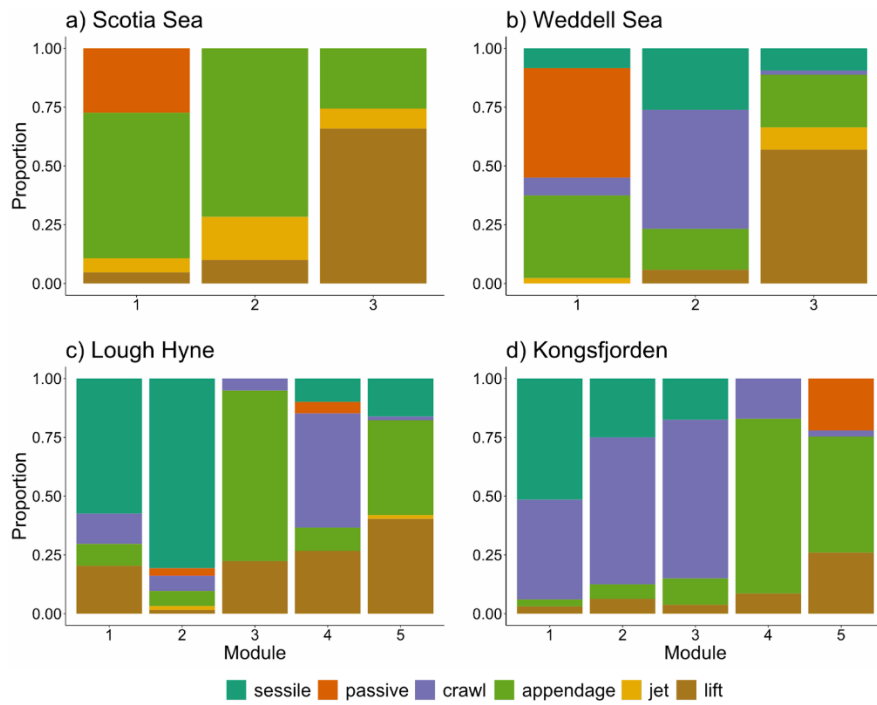 a) Scotia Sea
b) Weddell Sea
Proportion
1.00
0.75
0.50
0.25
0.00
1 2 3
1.00
0.75
0.50
0.25
0.00
1 2 3
c) Lough Hyne
d) Kongsfjorden
Proportion
1.00
0.75
0.50
0.25
0.00
1 2 3 4 5
Module
1.00
0.75
0.50
0.25
0.00
1 2 3 4 5
Module
sessile passive crawl appendage jet lift